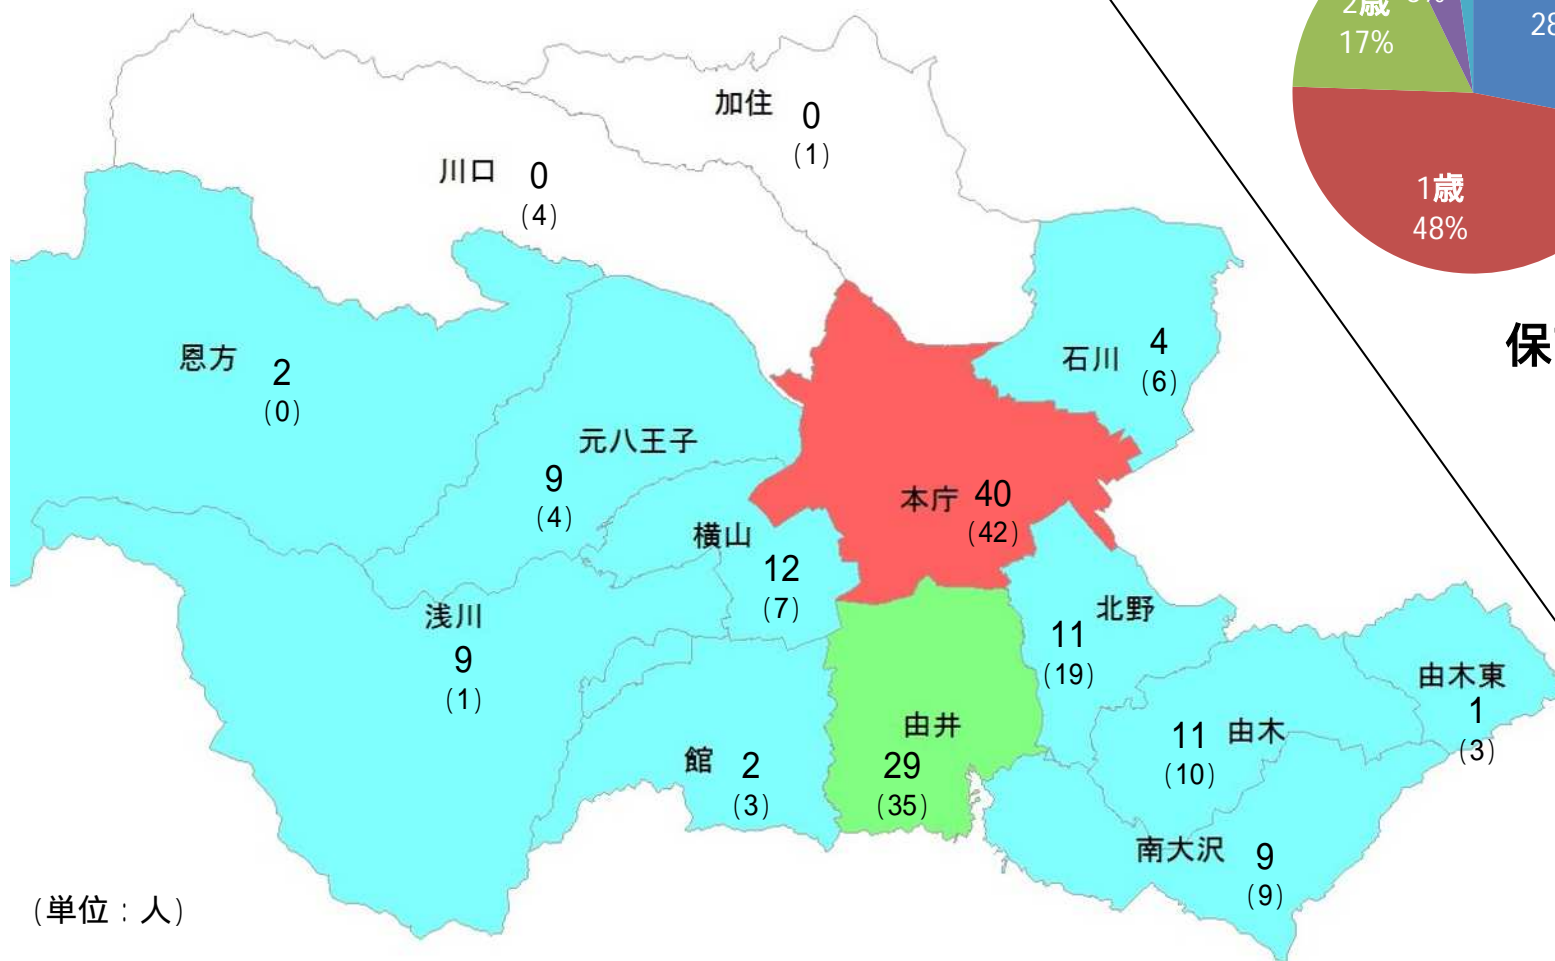 2歳
17%
28
1歳
48%
保
加住
0
(1)
川口
0
(4)
石川
4
(6)
恩方
2
(0)
元八王子
9
(4)
本庁
40
(42)
横山
12
(7)
浅川
9
(1)
北野
11
(19)
由木東
1
(3)
由井
29
(35)
由木
11
(10)
館
2
(3)
南大沢
9
(9)
(単位：人)